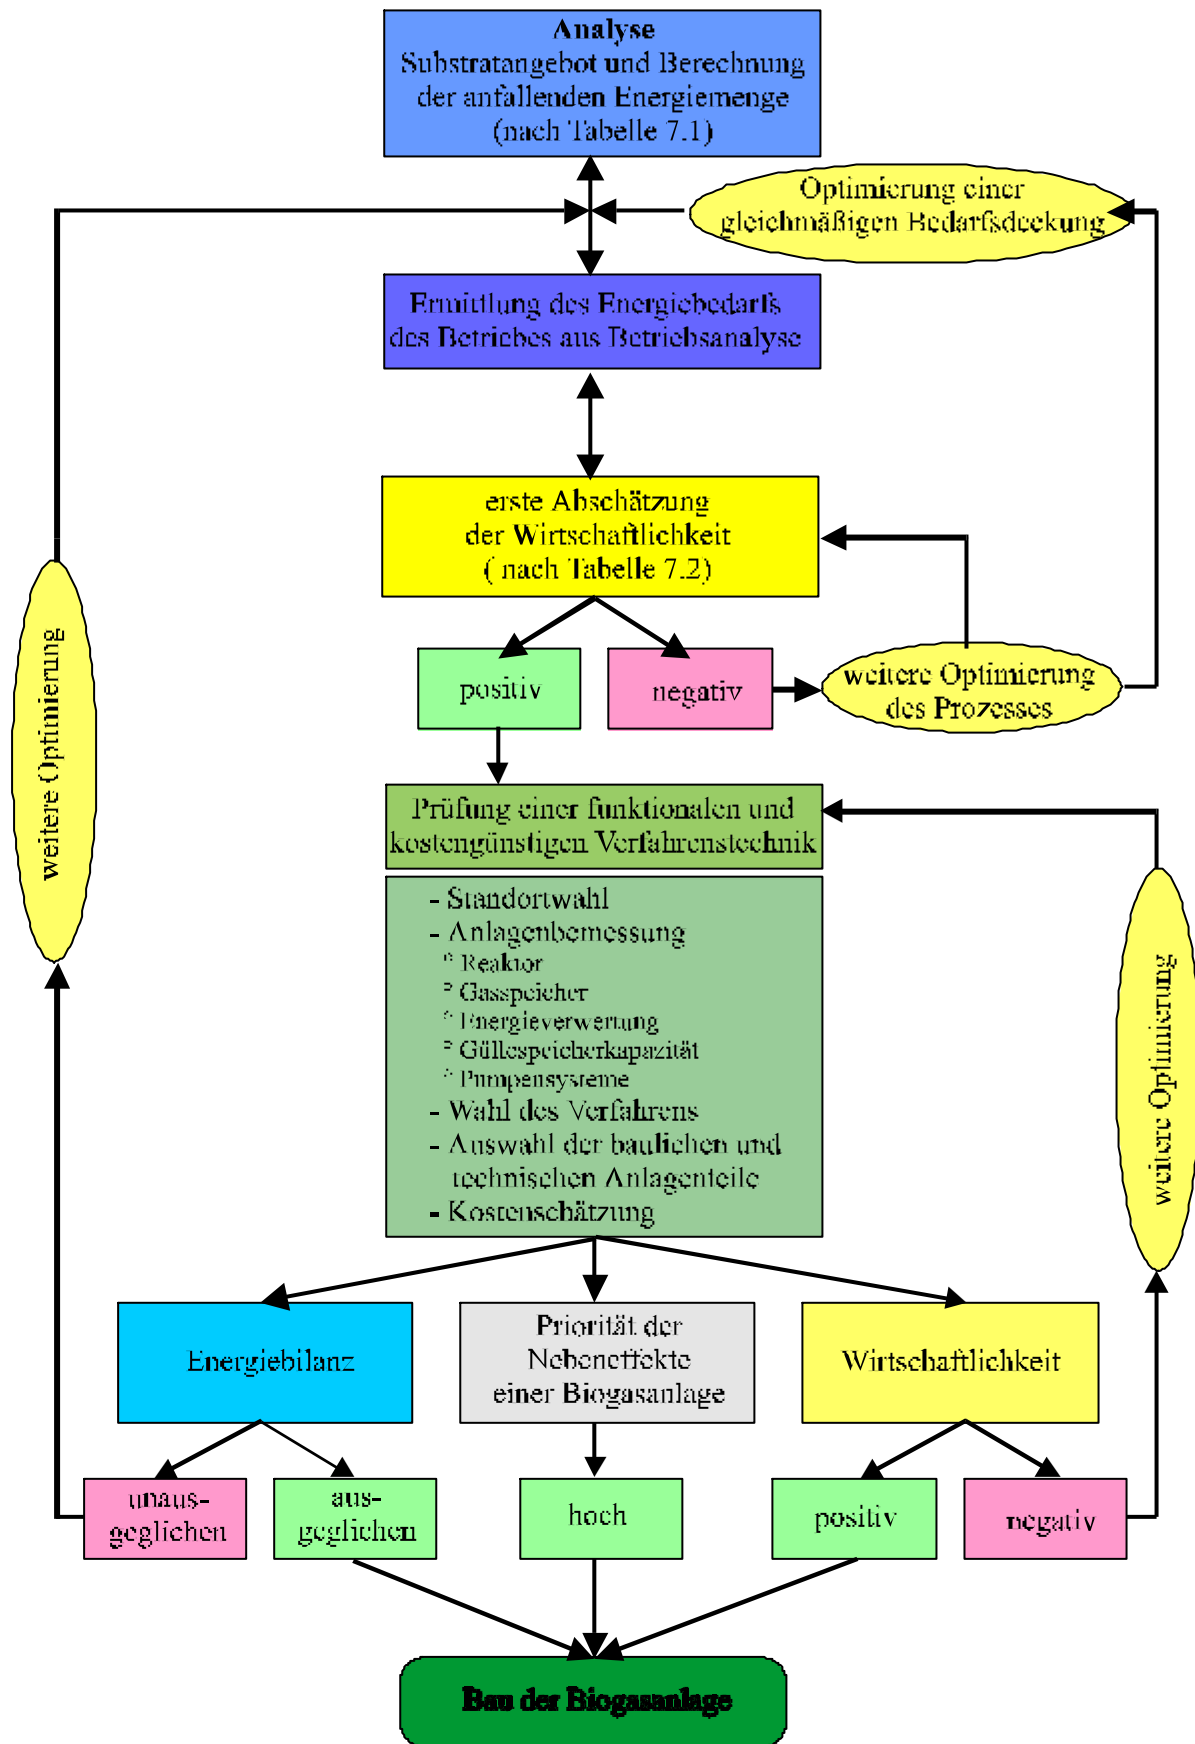 Analyse
Substratangebot und Berechnung
der anfallenden Energiemenge
(nach Tabelle 7.1)
Optimierung einer
gleichmäßigen Bedarfsdeckung
Ermittlung des Energiebedarfs
des Betriebes aus Betriebsanalyse
erste Abschätzung
der Wirtschaftlichkeit
( nach Tabelle 7.2)
positiv
negativ
weitere Optimierung
des Prozesses
weitere Optimierung
Prüfung einer funktionalen und
kostengünstigen Verfahrenstechnik
- Standortwahl
- Anlagenbemessung
° Reaktor
° Gasspeicher
° Energieverwertung
° Güllespeicherkapazität
° Pumpensysteme
- Wahl des Verfahrens
- Auswahl der baulichen und
technischen Anlagenteile
- Kostenschätzung
weitere Optimierung
Energiebilanz
Priorität der
Nebeneffekte
einer Biogasanlage
Wirtschaftlichkeit
unaus-
geglichen
aus-
geglichen
hoch
positiv
negativ
Bau der Biogasanlage